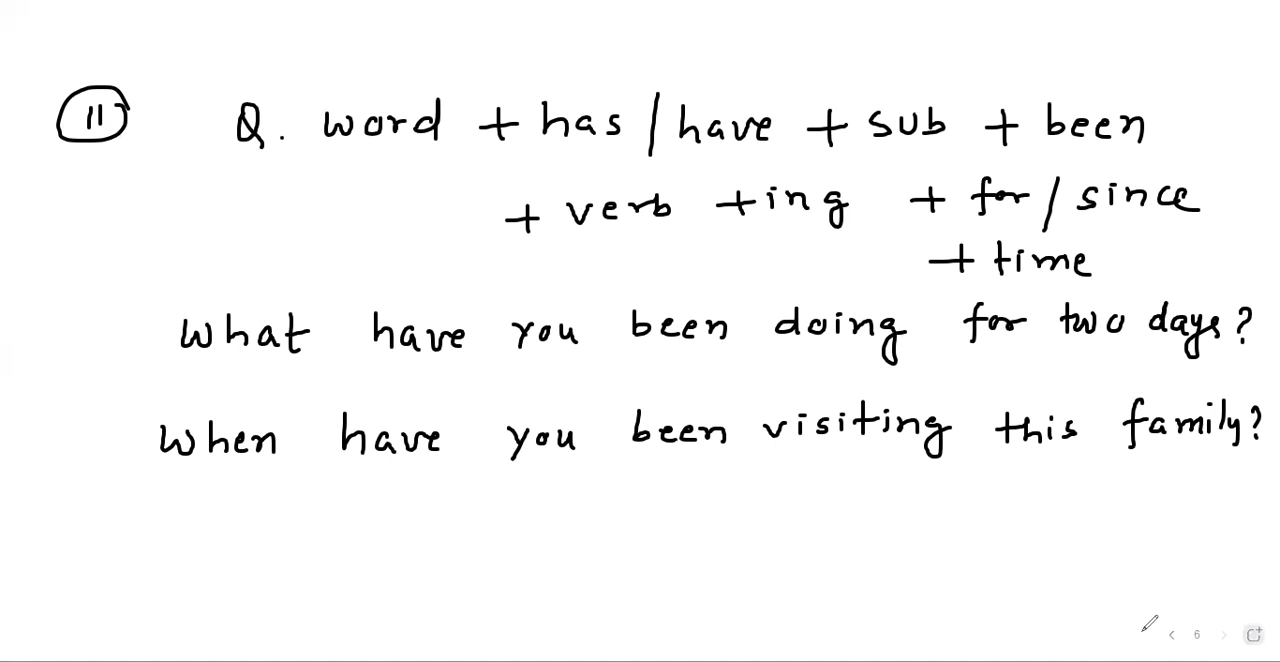 11 Q. word + has / have + sub + been
+ verb + ing + for / since
+ time
What have you been doing for two days?
When have you been visiting this family?
6